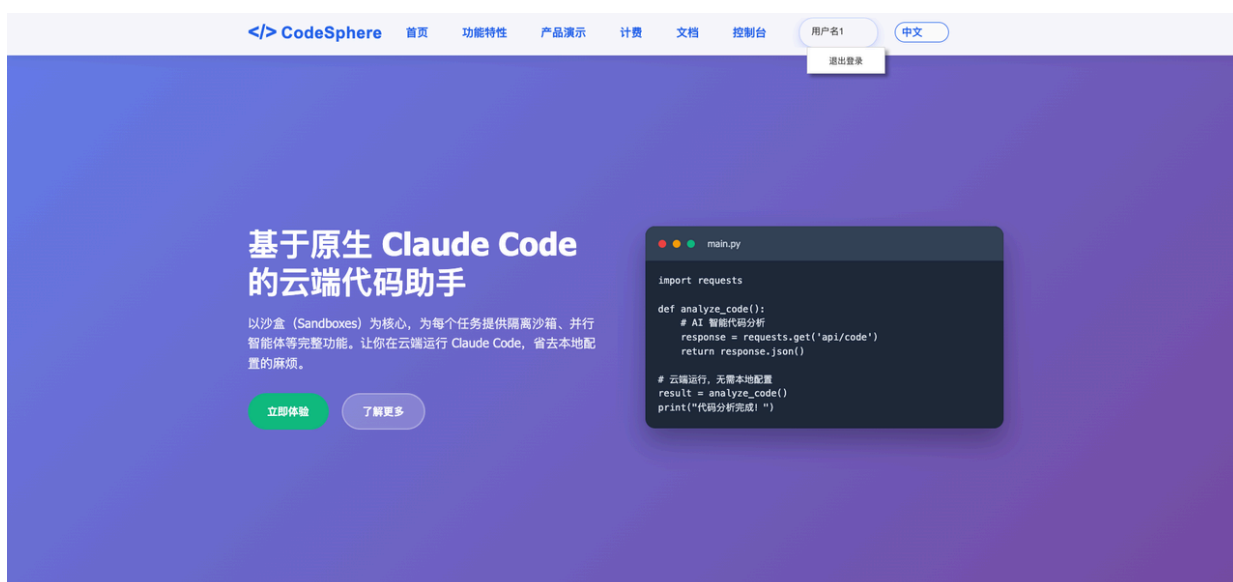 </> CodeSphere 首页 功能特性 产品演示 计费 文档 控制台 用户名1 中文
退出登录
基于原生 Claude Code
的云端代码助手
以沙盒（Sandboxes）为核心，为每个任务提供隔离沙箱、并行
智能体等完整功能。让你在云端运行 Claude Code，省去本地配
置的麻烦。
立即体验 了解更多
main.py
import requests
def analyze_code():
    # AI 智能代码分析
    response = requests.get('api/code')
    return response.json()
# 云端运行，无需本地配置
result = analyze_code()
print("代码分析完成！")